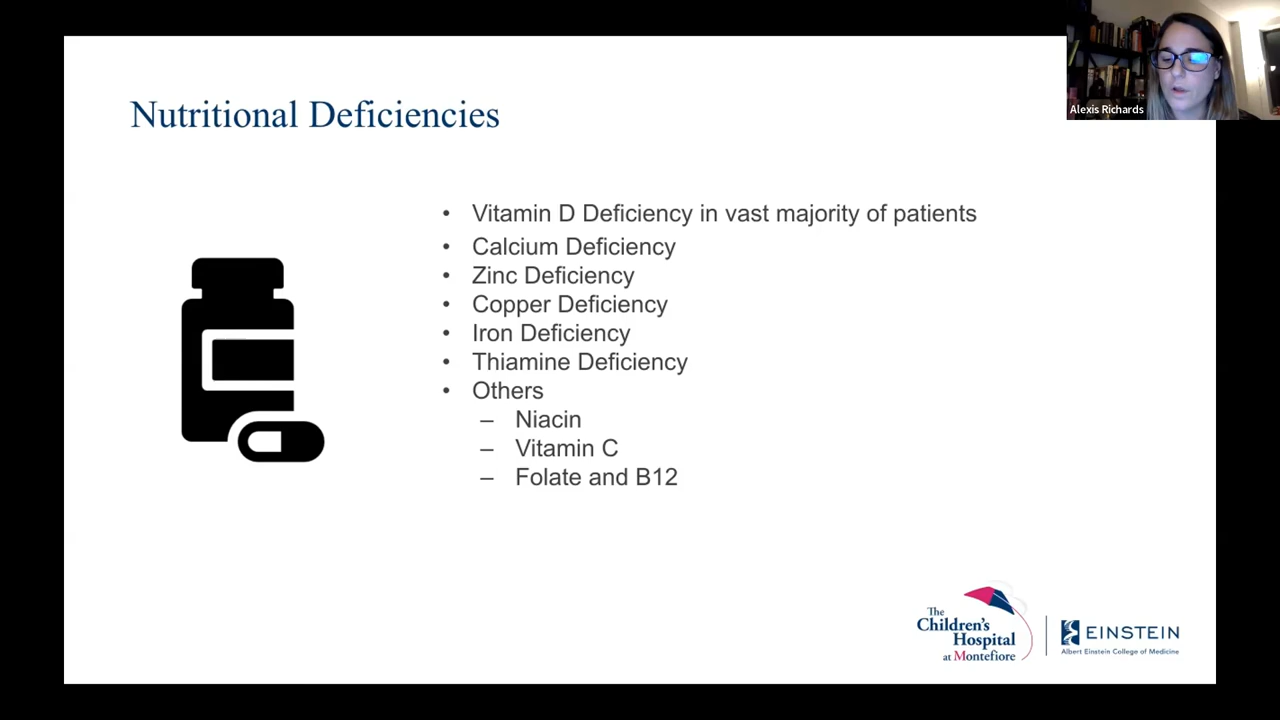 Alexis Richards
Nutritional Deficiencies
• Vitamin D Deficiency in vast majority of patients
• Calcium Deficiency
• Zinc Deficiency
• Copper Deficiency
• Iron Deficiency
• Thiamine Deficiency
• Others
– Niacin
– Vitamin C
– Folate and B12
The
Children's
Hospital
at Montefiore
EINSTEIN
Albert Einstein College of Medicine